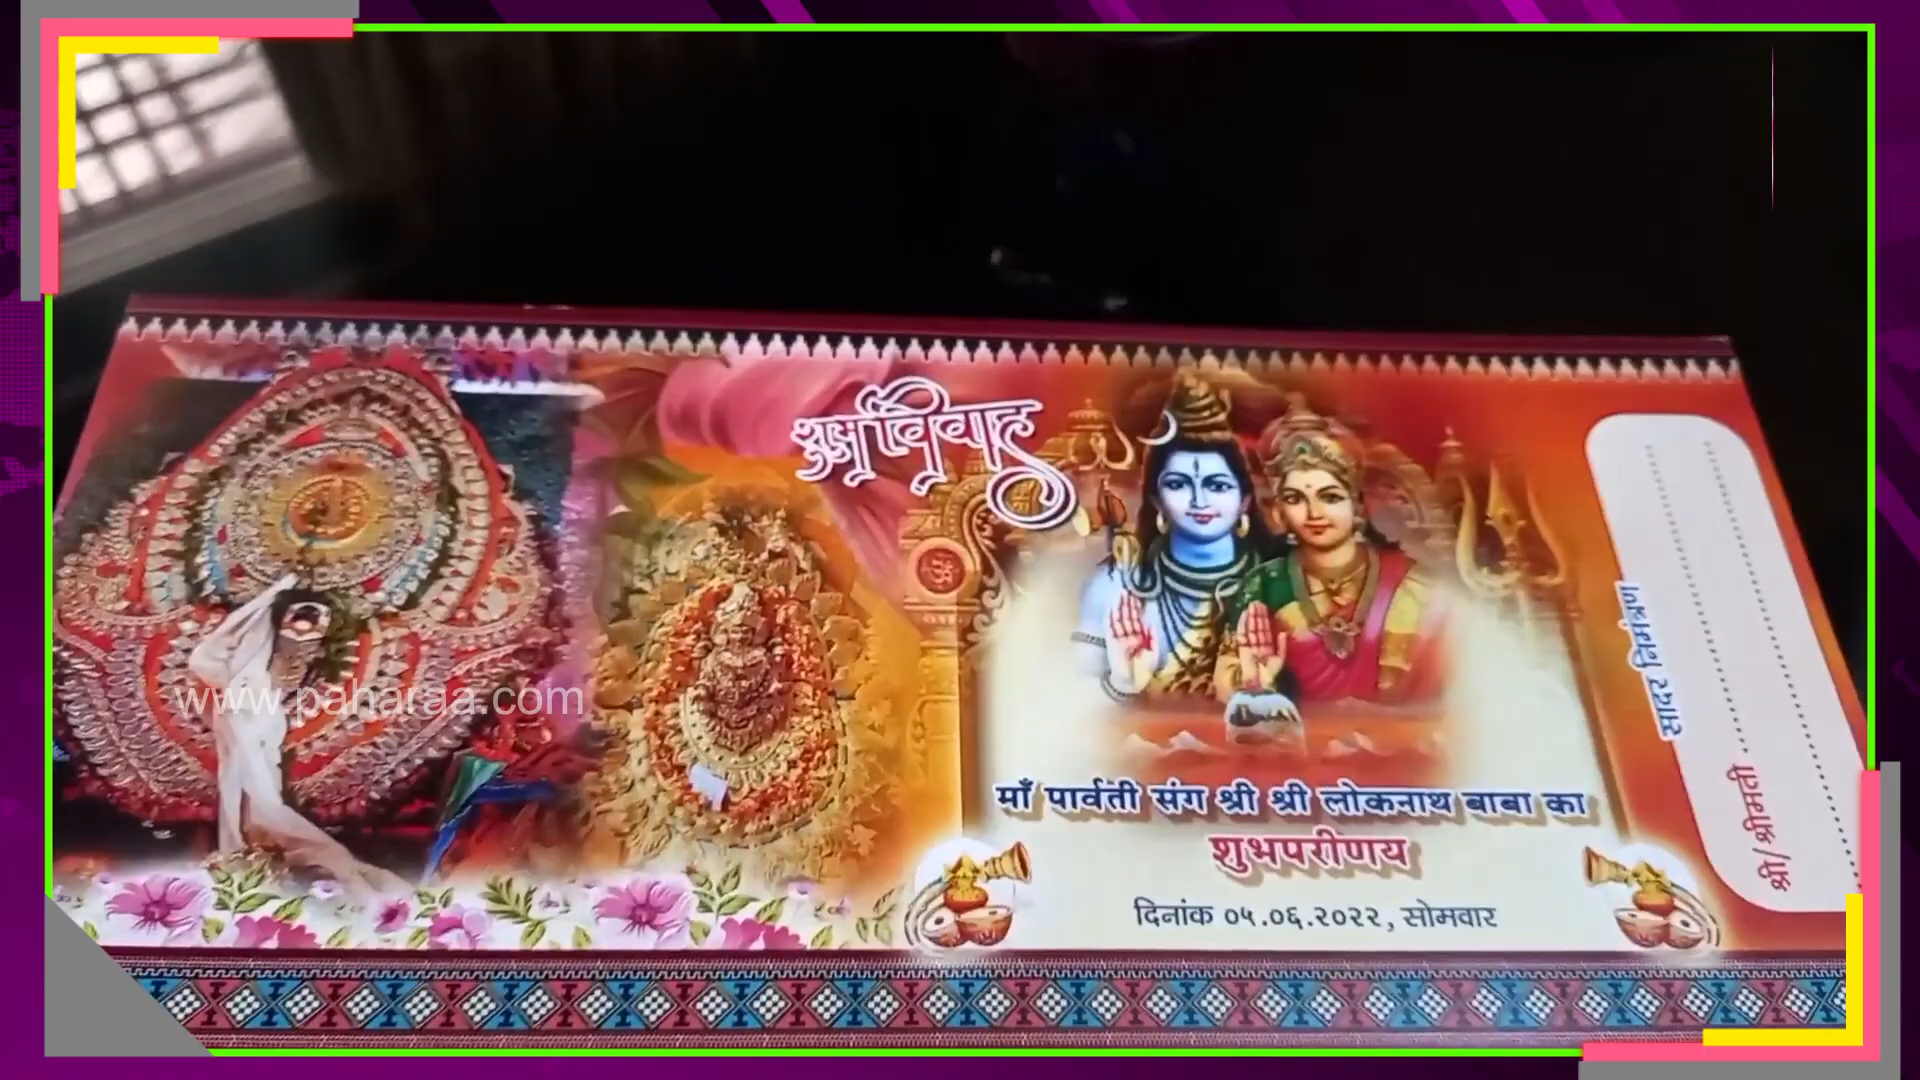 शुभ विवाह
माँ पार्वती संग श्री श्री लोकनाथ बाबा का
शुभपरीणय
दिनांक ०५.०६.२०२२, सोमवार
सादर निमंत्रण
श्री/श्रीमती
www.paharaa.com